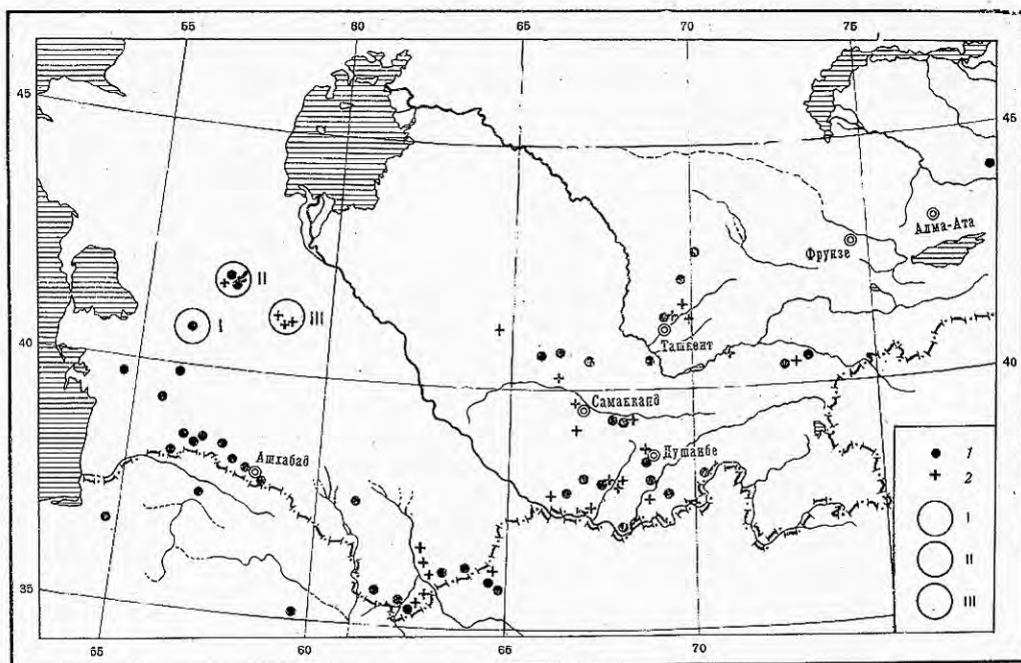 55 60 65 70 75
45
45
Алма-Ата
Фрунзе
II
III
I
Ташкент
40
40
Самарканд
Душанбе
Ашхабад
1
2
I
II
III
35
35
55 60 65 70